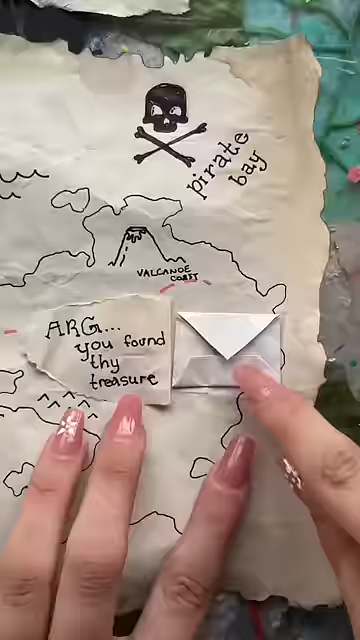 pirate
bay
VALCANOE
COAST
ARG...
you found
thy
treasure